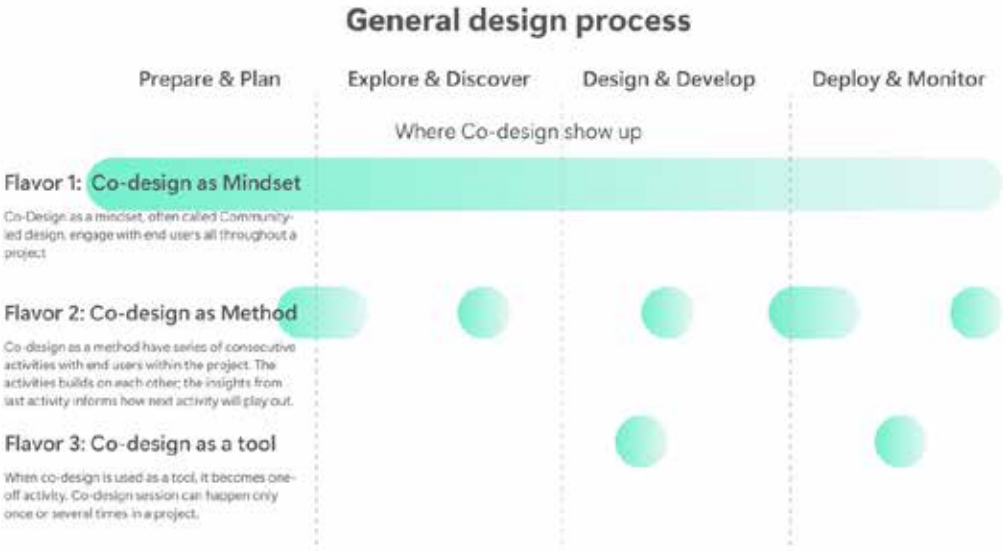 General design process
Prepare & Plan
Explore & Discover
Design & Develop
Deploy & Monitor
Where Co-design show up
Flavor 1: Co-design as Mindset
Co-Design as a mindset, often called Community-
led design, engage with end users all throughout a
project
Flavor 2: Co-design as Method
Co-design as a method have series of consecutive
activities with end users within the project. The
activities builds on each other; the insights from
last activity informs how next activity will play out.
Flavor 3: Co-design as a tool
When co-design is used as a tool, it becomes one-
off activity. Co-design session can happen only
once or several times in a project.